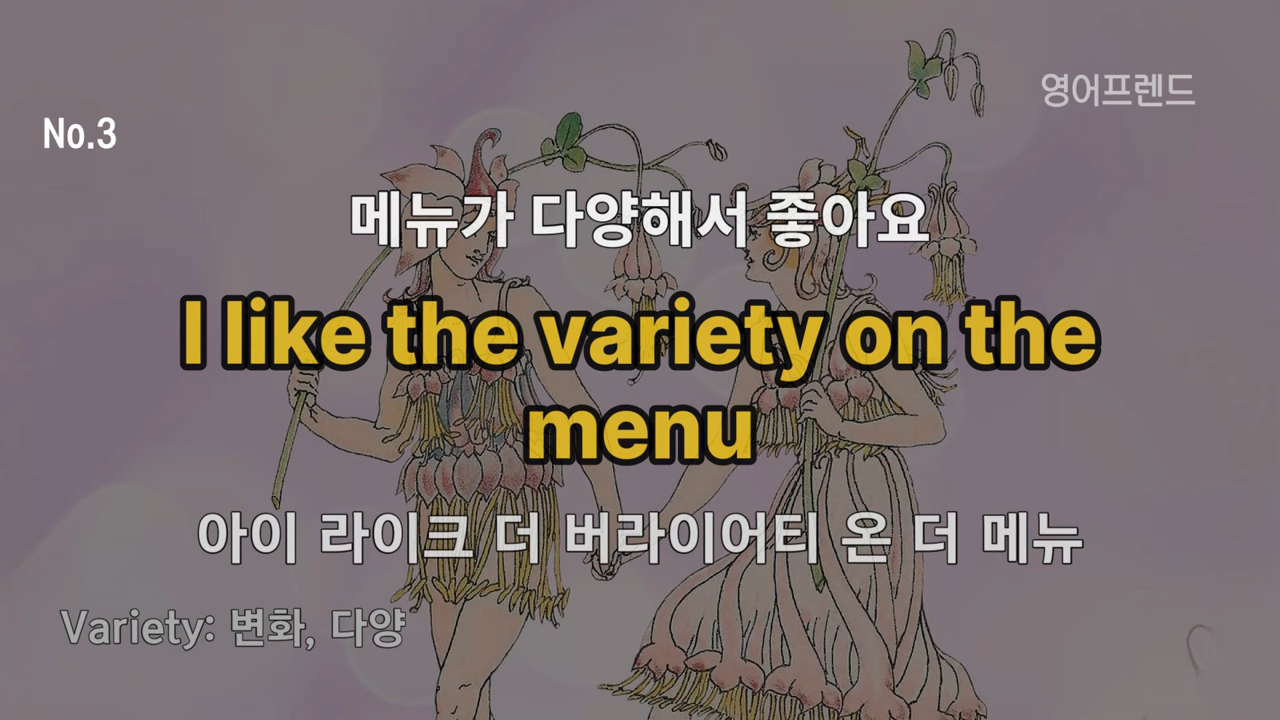 영어프렌드
No.3
메뉴가 다양해서 좋아요
I like the variety on the
menu
아이 라이크 더 버라이어티 온 더 메뉴
Variety: 변화, 다양